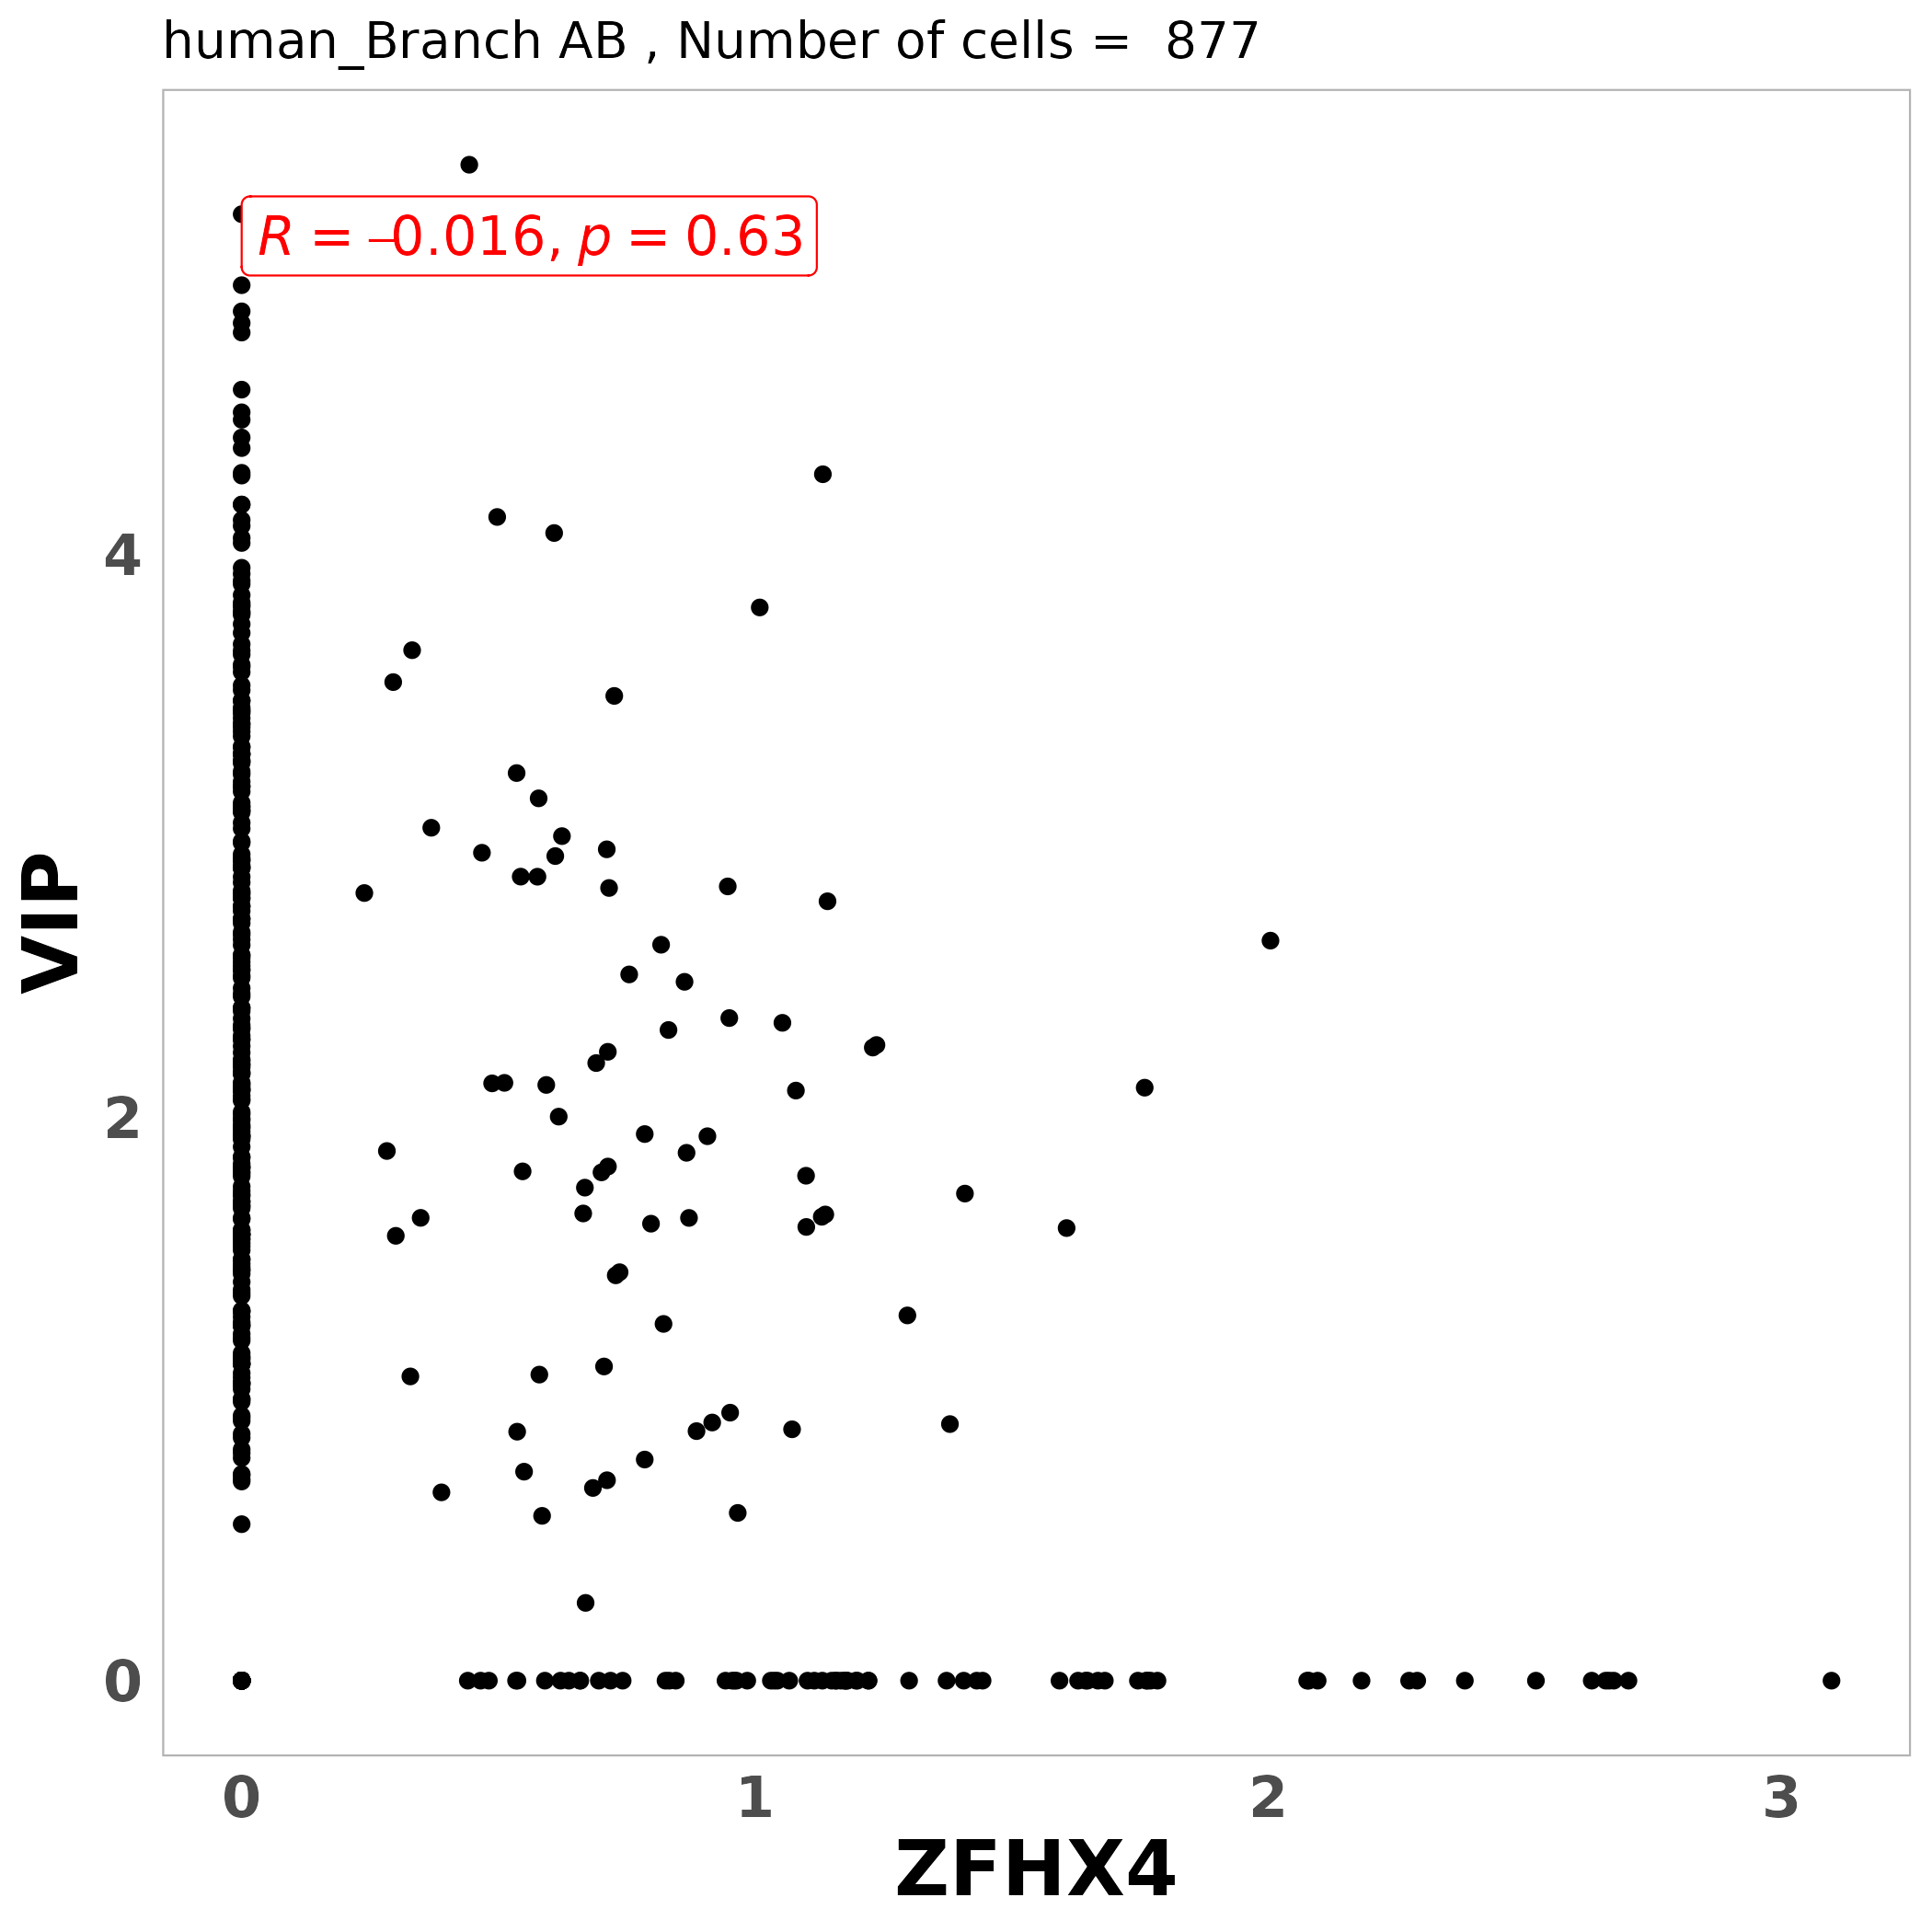 human_Branch AB , Number of cells =  877
R = –0.016, p = 0.63
4
2
0
VIP
0 1 2 3
ZFHX4